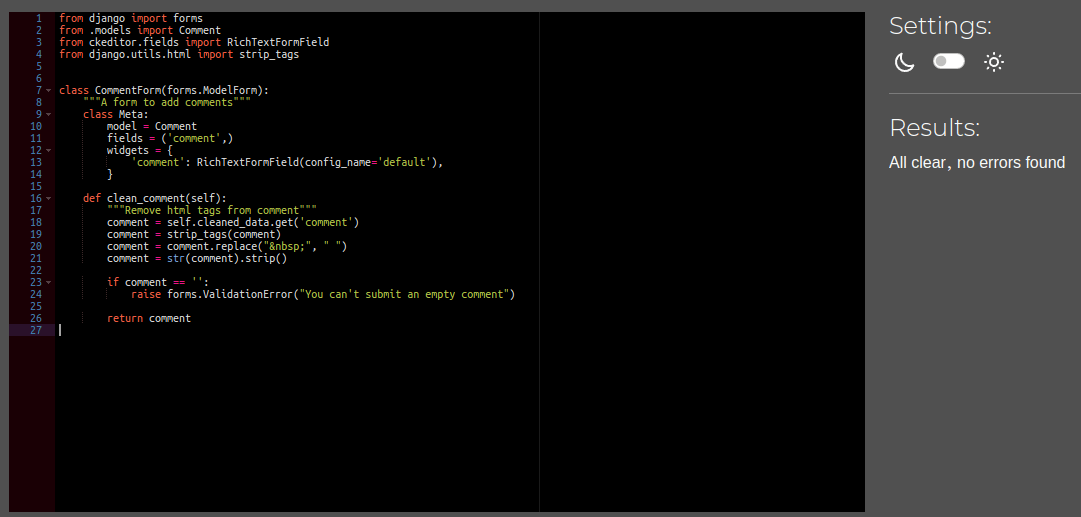 1 from django import forms
2 from .models import Comment
3 from ckeditor.fields import RichTextFormField
4 from django.utils.html import strip_tags
5
6
7 class CommentForm(forms.ModelForm):
8     """A form to add comments"""
9     class Meta:
10         model = Comment
11         fields = ('comment',)
12         widgets = {
13             'comment': RichTextFormField(config_name='default'),
14         }
15
16     def clean_comment(self):
17         """Remove html tags from comment"""
18         comment = self.cleaned_data.get('comment')
19         comment = strip_tags(comment)
20         comment = comment.replace("&nbsp;", " ")
21         comment = str(comment).strip()
22
23         if comment == '':
24             raise forms.ValidationError("You can't submit an empty comment")
25
26         return comment
27
Settings:
Results:
All clear, no errors found